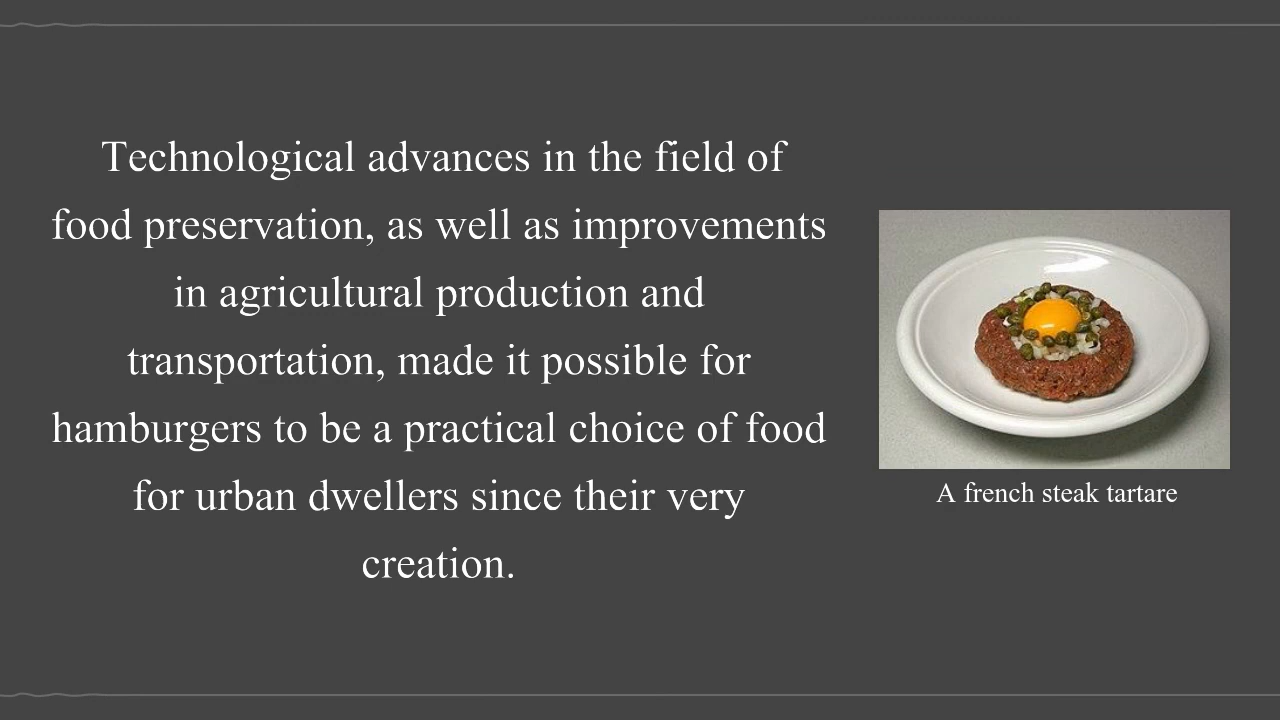 Technological advances in the field of
food preservation, as well as improvements
in agricultural production and
transportation, made it possible for
hamburgers to be a practical choice of food
for urban dwellers since their very
creation.
A french steak tartare